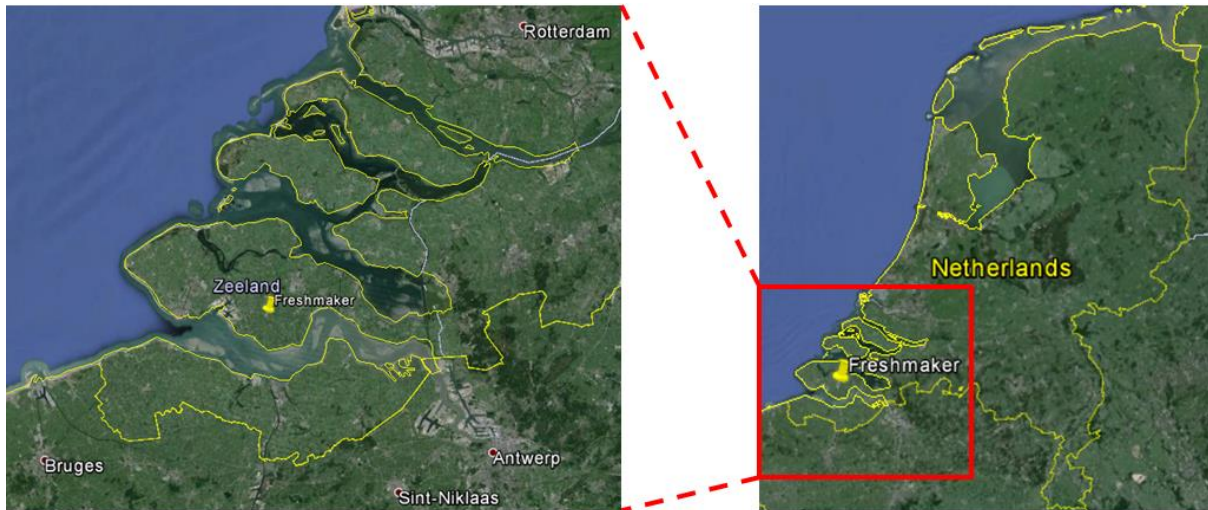 Rotterdam
Zeeland
Freshmaker
Bruges
Antwerp
Sint-Niklaas
Netherlands
Freshmaker